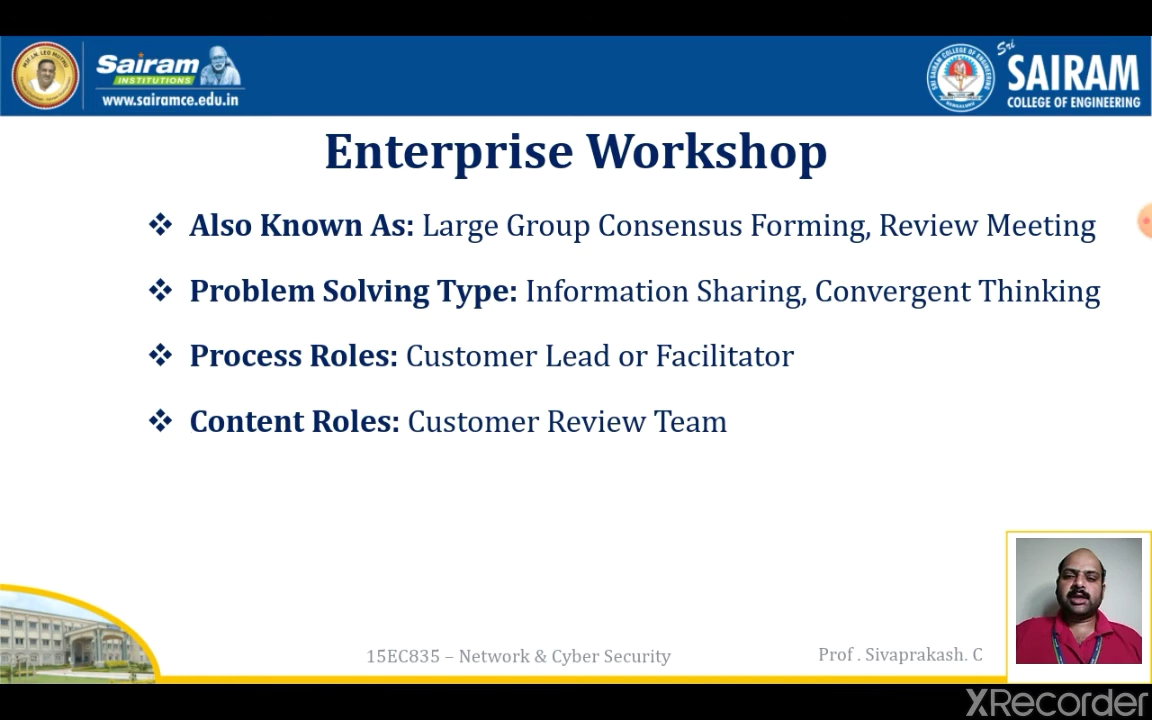 Sairam
INSTITUTIONS
www.sairamce.edu.in
Sri
SAIRAM
COLLEGE OF ENGINEERING
Enterprise Workshop
❖ Also Known As: Large Group Consensus Forming, Review Meeting
❖ Problem Solving Type: Information Sharing, Convergent Thinking
❖ Process Roles: Customer Lead or Facilitator
❖ Content Roles: Customer Review Team
15EC835 – Network & Cyber Security
Prof . Sivaprakash. C
XRecorder